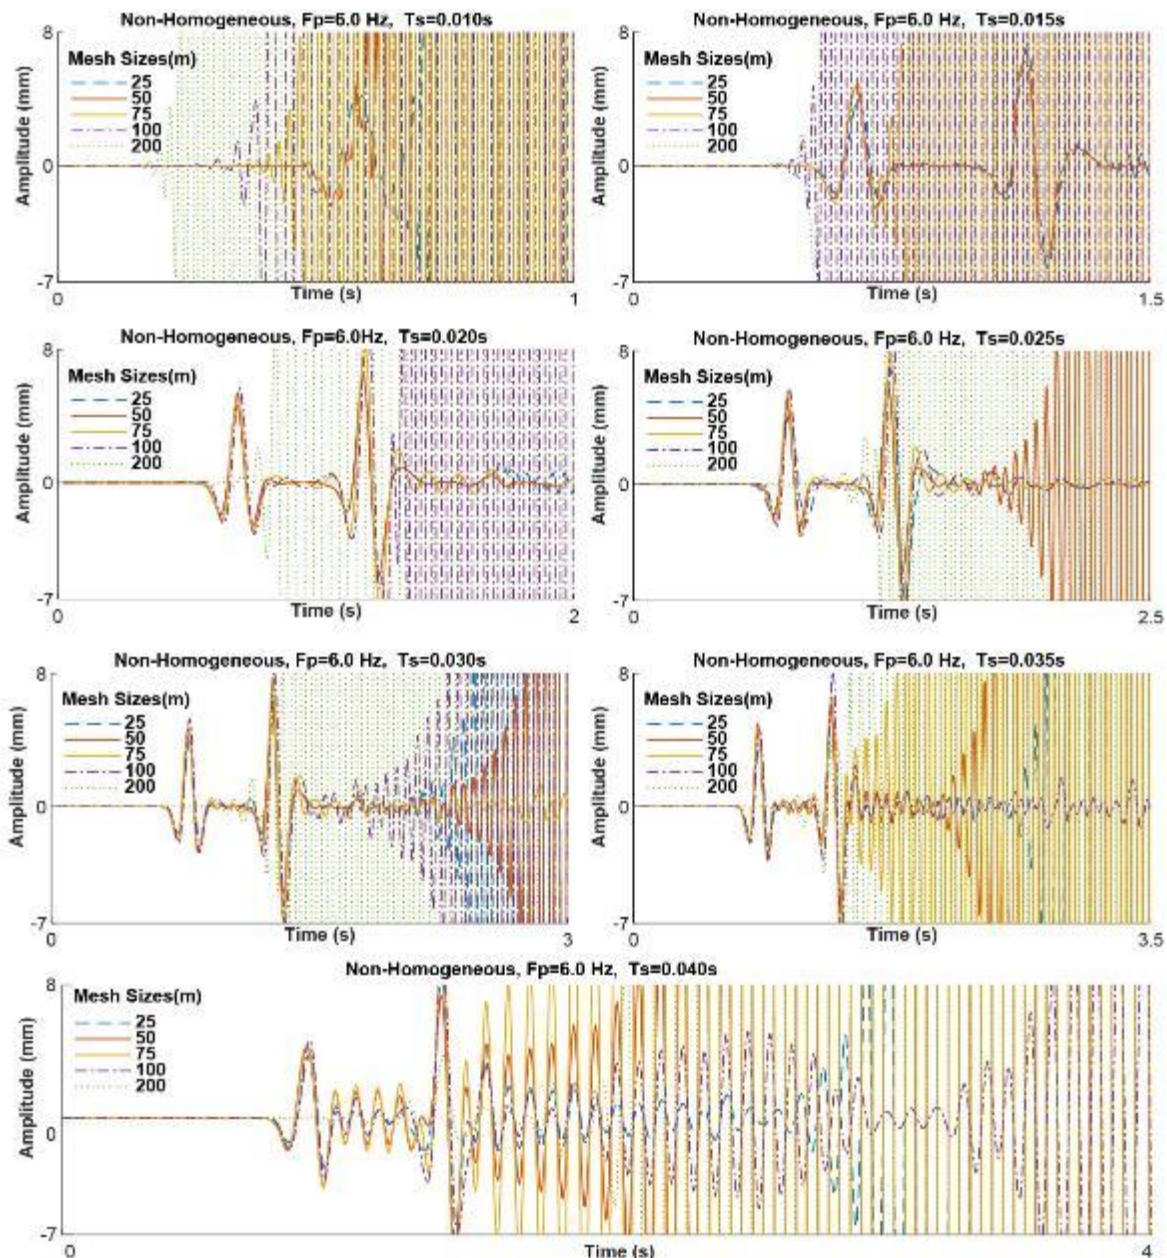 Non-Homogeneous, Fp=6.0 Hz, Ts=0.010s
8
Mesh Sizes(m)
25
50
75
100
200
Amplitude (mm)
0
-7
0
Time (s)
1
Non-Homogeneous, Fp=6.0 Hz, Ts=0.015s
8
Mesh Sizes(m)
25
50
75
100
200
Amplitude (mm)
0
-7
0
Time (s)
1.5
Non-Homogeneous, Fp=6.0Hz, Ts=0.020s
8
Mesh Sizes(m)
25
50
75
100
200
Amplitude (mm)
0
-7
0
Time (s)
2
Non-Homogeneous, Fp=6.0 Hz, Ts=0.025s
8
Mesh Sizes(m)
25
50
75
100
200
Amplitude (mm)
0
-7
0
Time (s)
2.5
Non-Homogeneous, Fp=6.0 Hz, Ts=0.030s
8
Mesh Sizes(m)
25
50
75
100
200
Amplitude (mm)
0
-7
0
Time (s)
3
Non-Homogeneous, Fp=6.0 Hz, Ts=0.035s
8
Mesh Sizes(m)
25
50
75
100
200
Amplitude (mm)
0
-7
0
Time (s)
3.5
Non-Homogeneous, Fp=6.0 Hz, Ts=0.040s
8
Mesh Sizes(m)
25
50
75
100
200
Amplitude (mm)
0
-7
0
Time (s)
4